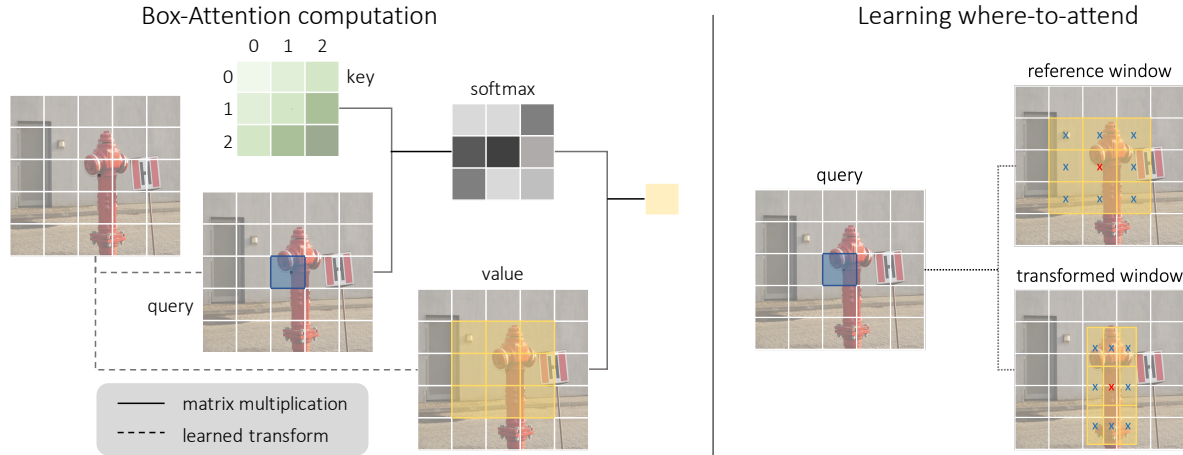 Box-Attention computation
0 1 2
0
key
1
2
softmax
query
value
matrix multiplication
learned transform
Learning where-to-attend
query
reference window
x x x
x x x
x x x
transformed window
x x x
x x x
x x x